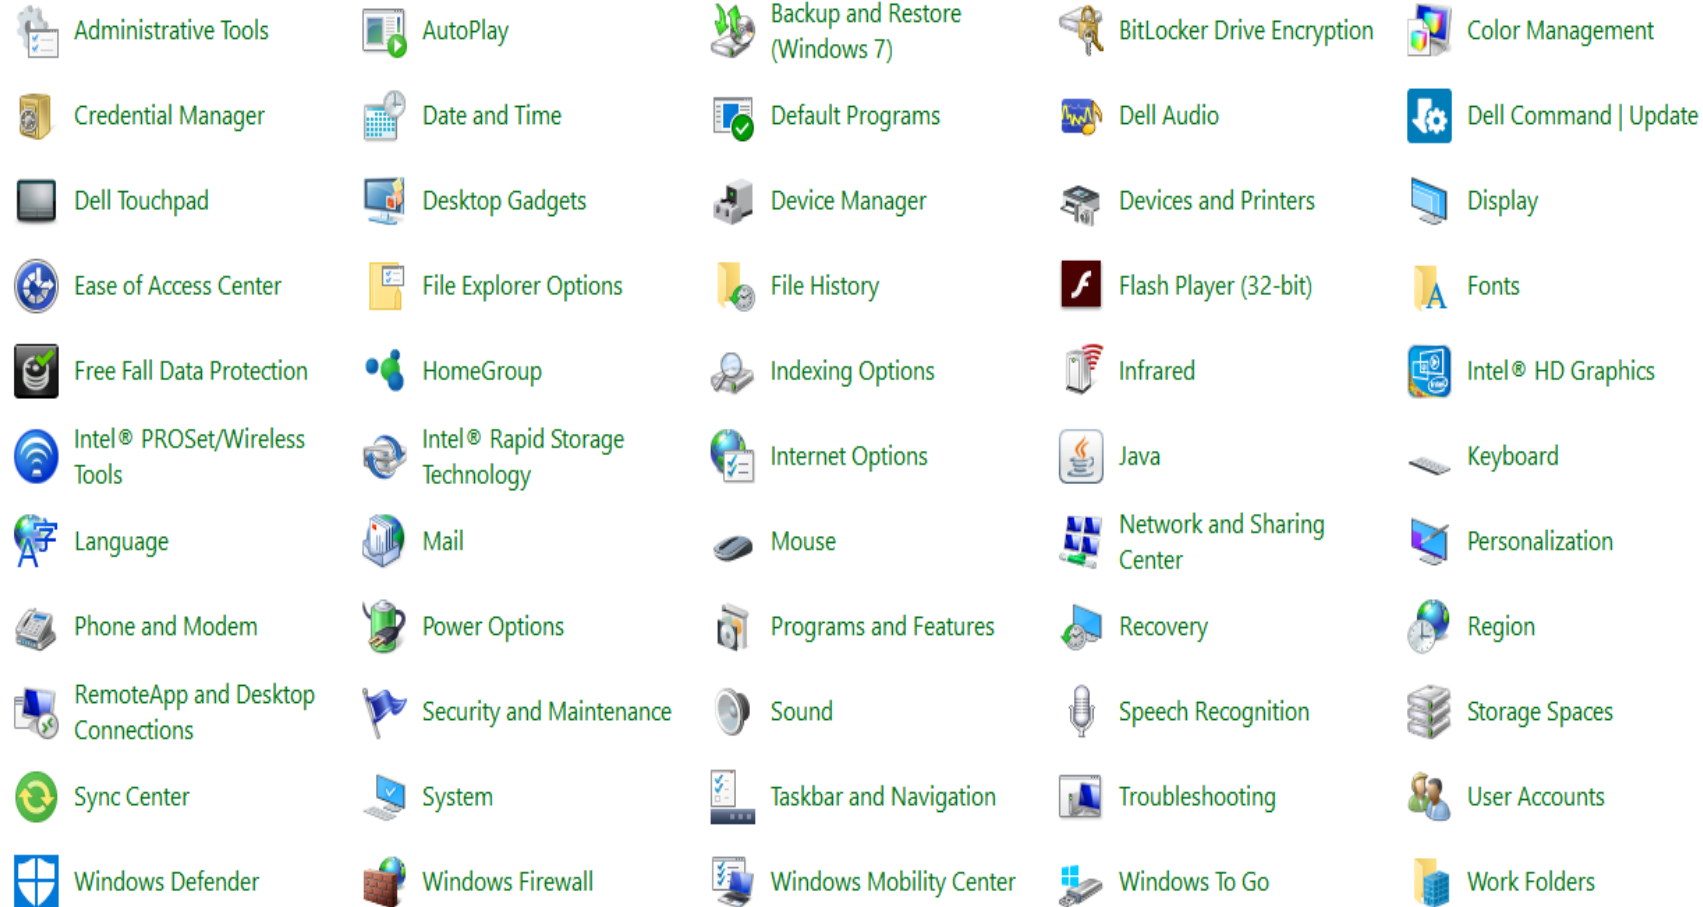 Administrative Tools
AutoPlay
Backup and Restore
(Windows 7)
BitLocker Drive Encryption
Color Management
Credential Manager
Date and Time
Default Programs
Dell Audio
Dell Command | Update
Dell Touchpad
Desktop Gadgets
Device Manager
Devices and Printers
Display
Ease of Access Center
File Explorer Options
File History
Flash Player (32-bit)
Fonts
Free Fall Data Protection
HomeGroup
Indexing Options
Infrared
Intel® HD Graphics
Intel® PROSet/Wireless
Tools
Intel® Rapid Storage
Technology
Internet Options
Java
Keyboard
Language
Mail
Mouse
Network and Sharing
Center
Personalization
Phone and Modem
Power Options
Programs and Features
Recovery
Region
RemoteApp and Desktop
Connections
Security and Maintenance
Sound
Speech Recognition
Storage Spaces
Sync Center
System
Taskbar and Navigation
Troubleshooting
User Accounts
Windows Defender
Windows Firewall
Windows Mobility Center
Windows To Go
Work Folders